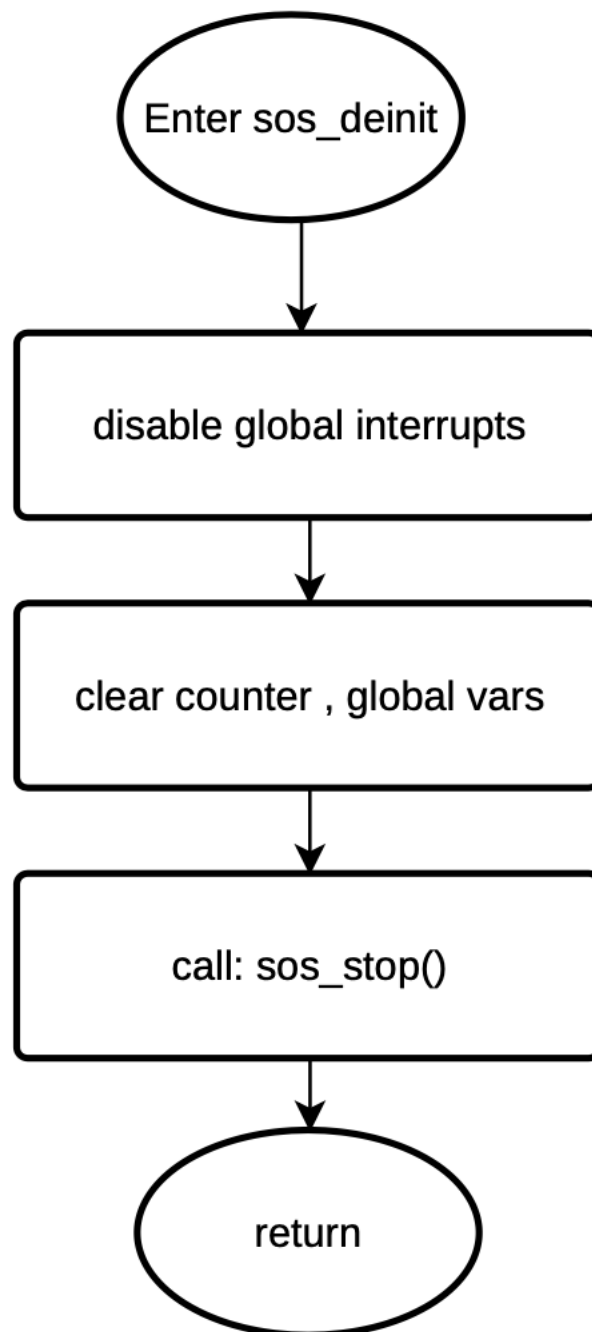 Enter sos_deinit
disable global interrupts
clear counter , global vars
call: sos_stop()
return